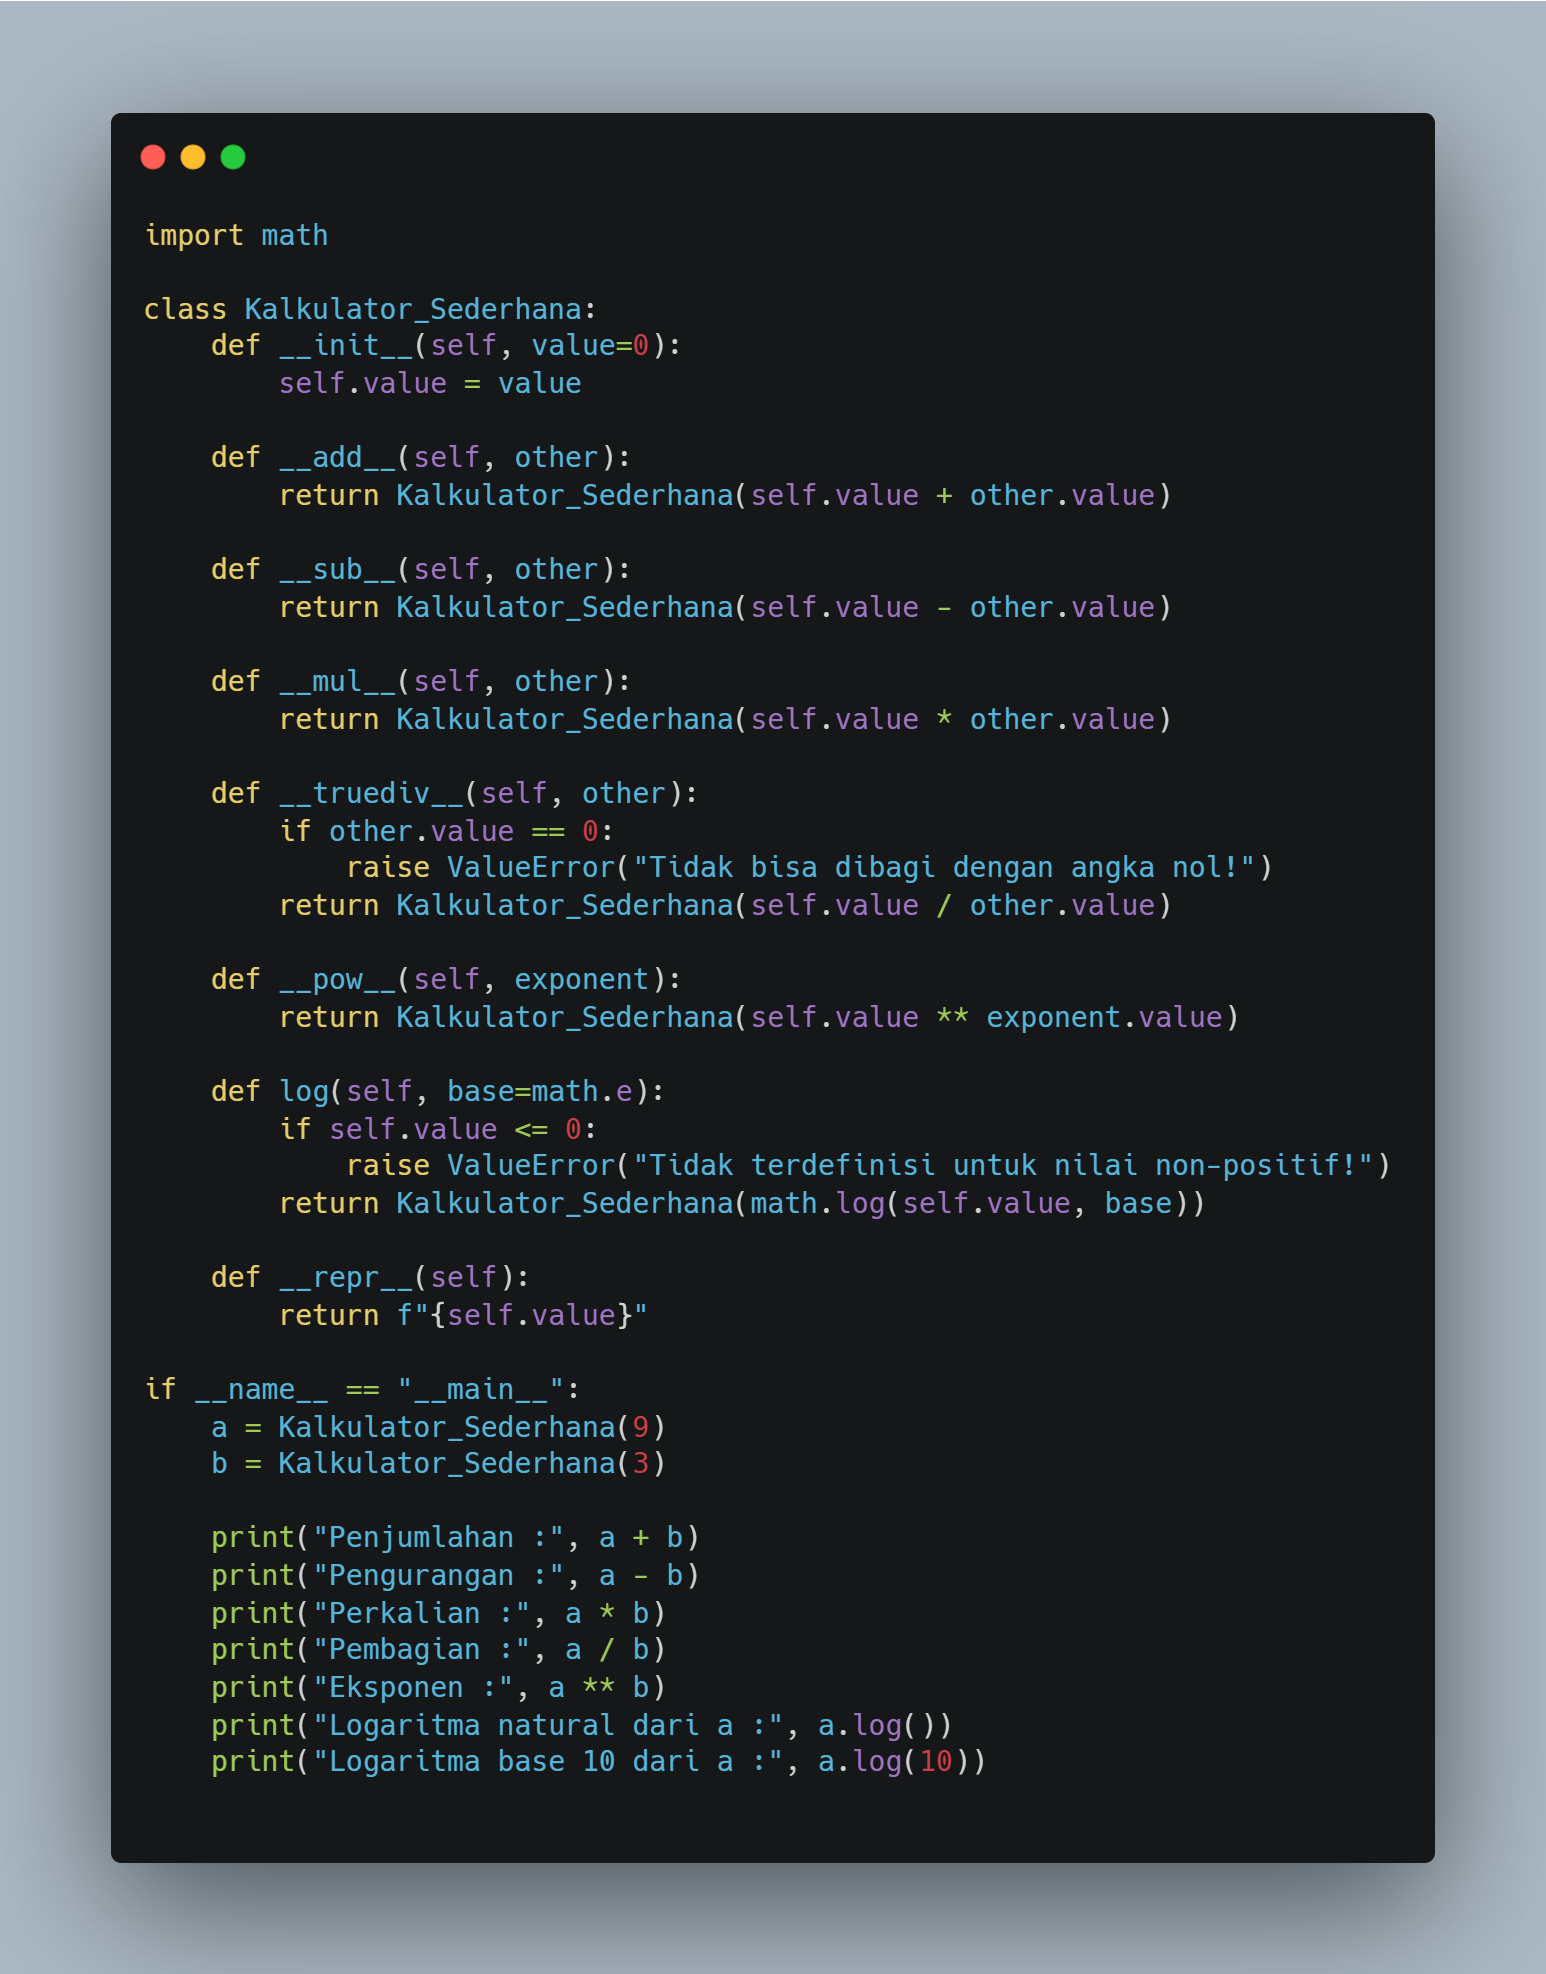 import math
class Kalkulator_Sederhana:
    def __init__(self, value=0):
        self.value = value
    def __add__(self, other):
        return Kalkulator_Sederhana(self.value + other.value)
    def __sub__(self, other):
        return Kalkulator_Sederhana(self.value - other.value)
    def __mul__(self, other):
        return Kalkulator_Sederhana(self.value * other.value)
    def __truediv__(self, other):
        if other.value == 0:
            raise ValueError("Tidak bisa dibagi dengan angka nol!")
        return Kalkulator_Sederhana(self.value / other.value)
    def __pow__(self, exponent):
        return Kalkulator_Sederhana(self.value ** exponent.value)
    def log(self, base=math.e):
        if self.value <= 0:
            raise ValueError("Tidak terdefinisi untuk nilai non-positif!")
        return Kalkulator_Sederhana(math.log(self.value, base))
    def __repr__(self):
        return f"{self.value}"
if __name__ == "__main__":
    a = Kalkulator_Sederhana(9)
    b = Kalkulator_Sederhana(3)
    print("Penjumlahan :", a + b)
    print("Pengurangan :", a - b)
    print("Perkalian :", a * b)
    print("Pembagian :", a / b)
    print("Eksponen :", a ** b)
    print("Logaritma natural dari a :", a.log())
    print("Logaritma base 10 dari a :", a.log(10))